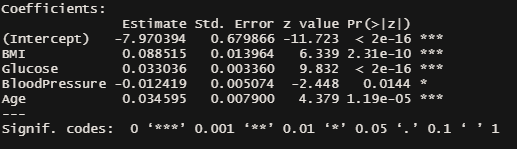 Coefficients:
Estimate Std. Error z value Pr(>|z|)
(Intercept) -7.970394 0.679866 -11.723 < 2e-16 ***
BMI 0.088515 0.013964 6.339 2.31e-10 ***
Glucose 0.033036 0.003360 9.832 < 2e-16 ***
BloodPressure -0.012419 0.005074 -2.448 0.0144 *
Age 0.034595 0.007900 4.379 1.19e-05 ***
---
Signif. codes: 0 ‘***’ 0.001 ‘**’ 0.01 ‘*’ 0.05 ‘.’ 0.1 ‘ ’ 1